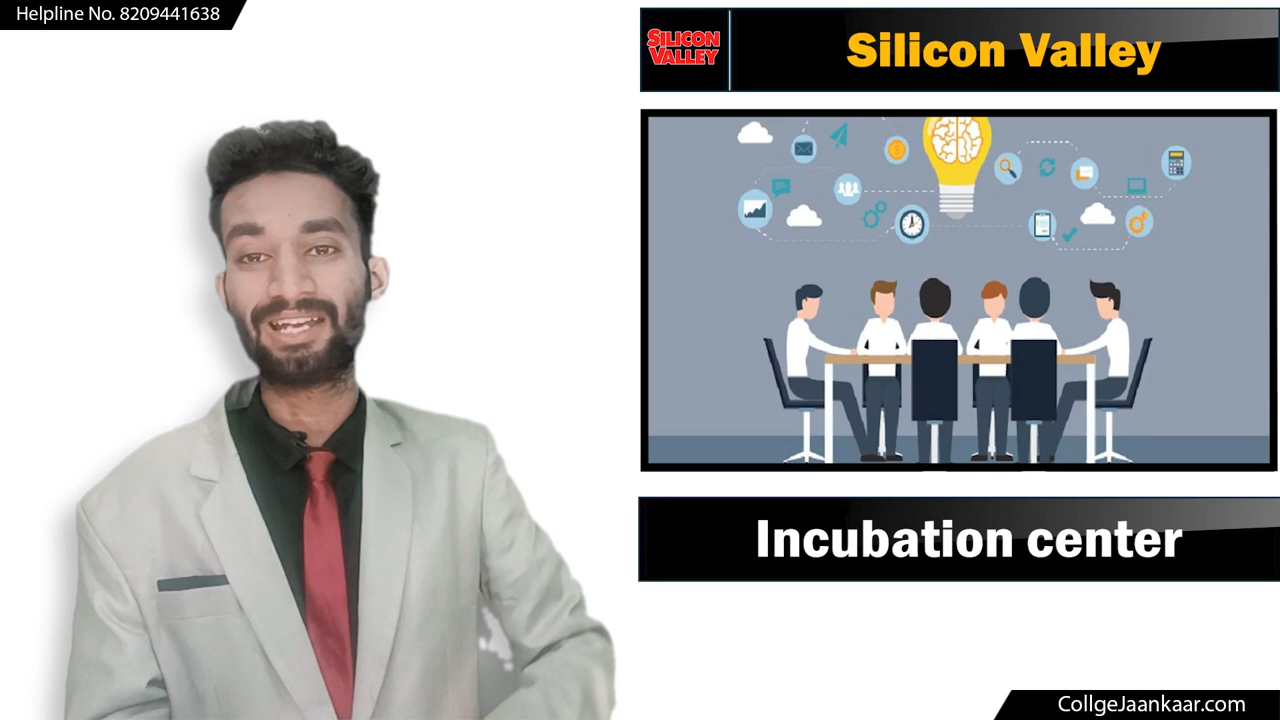 Helpline No. 8209441638
SILICON
VALLEY
Silicon Valley
Incubation center
CollgeJaankaar.com